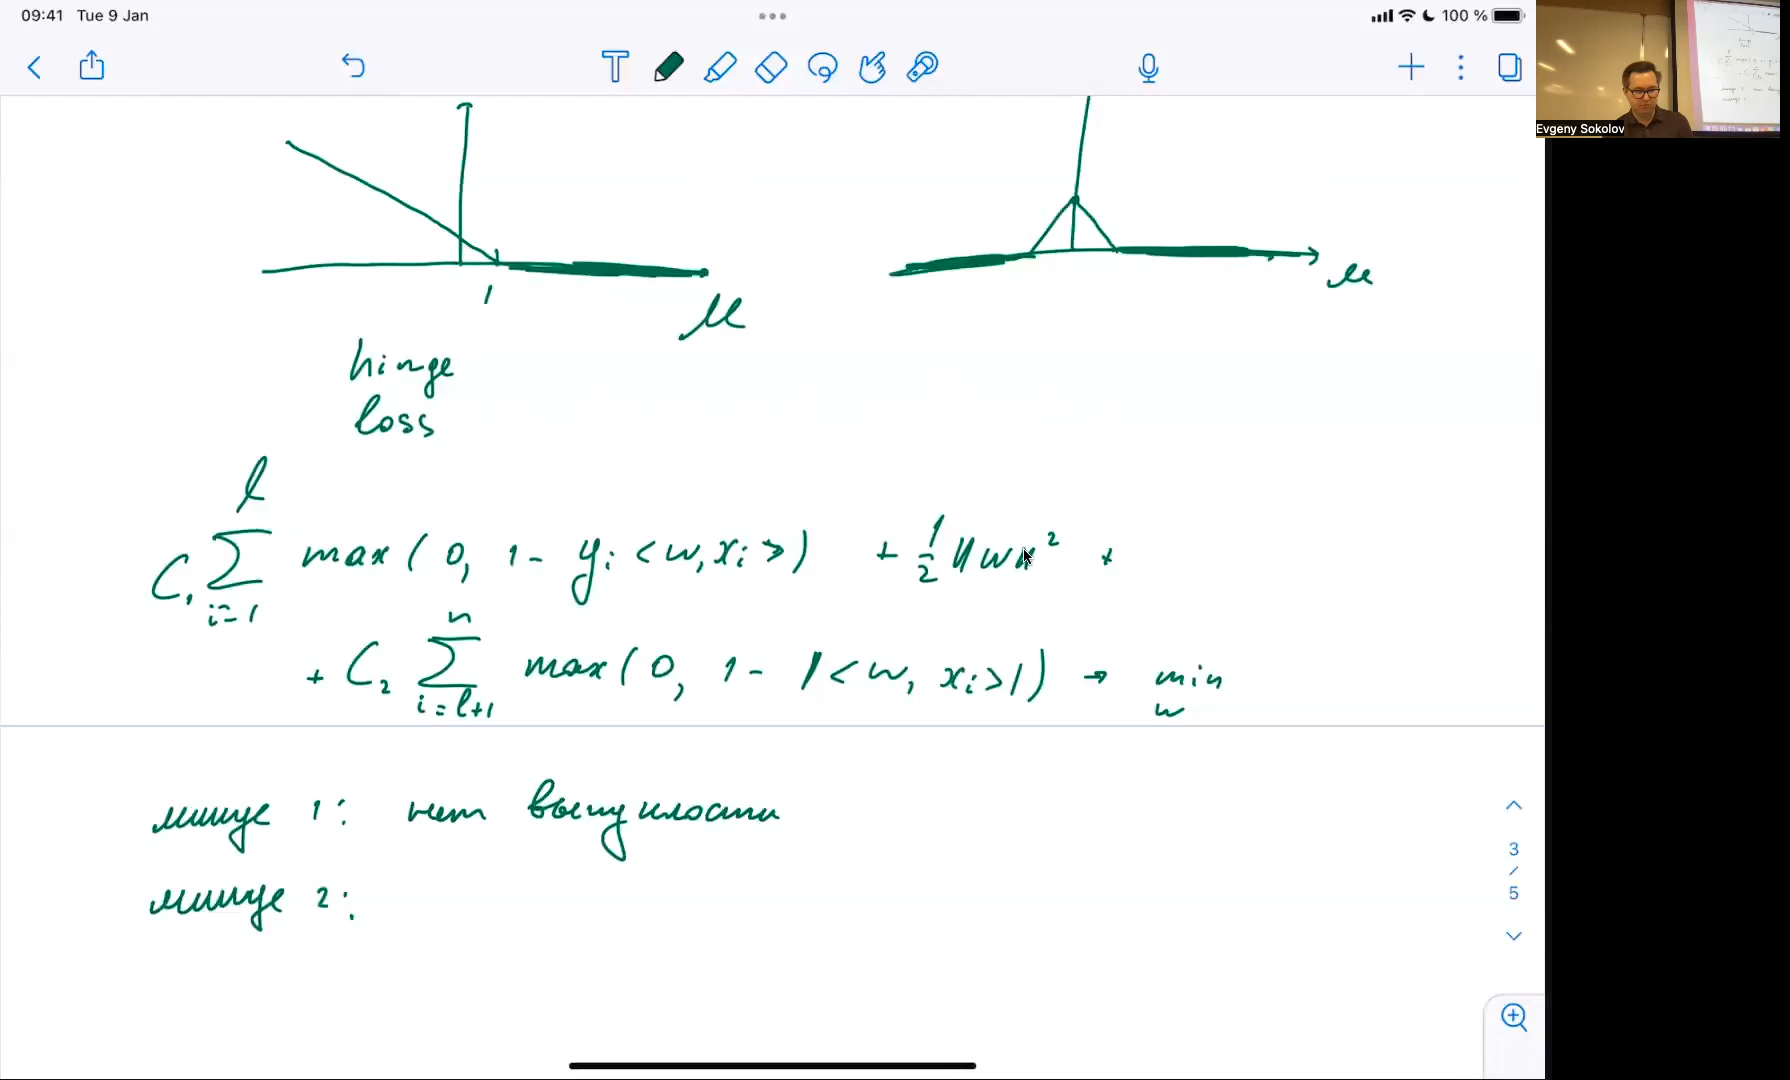 09:41 Tue 9 Jan
100 %
Evgeny Sokolov
1
M
M
hinge
loss
C₁ ∑_{i=1}^{ℓ} max(0, 1 - yᵢ <w, xᵢ>) + 1/2 ||w||² +
+ C₂ ∑_{i=ℓ+1}^{n} max(0, 1 - |<w, xᵢ>|) → min_w
минус 1: нет выпуклости
минус 2:
3
/
5